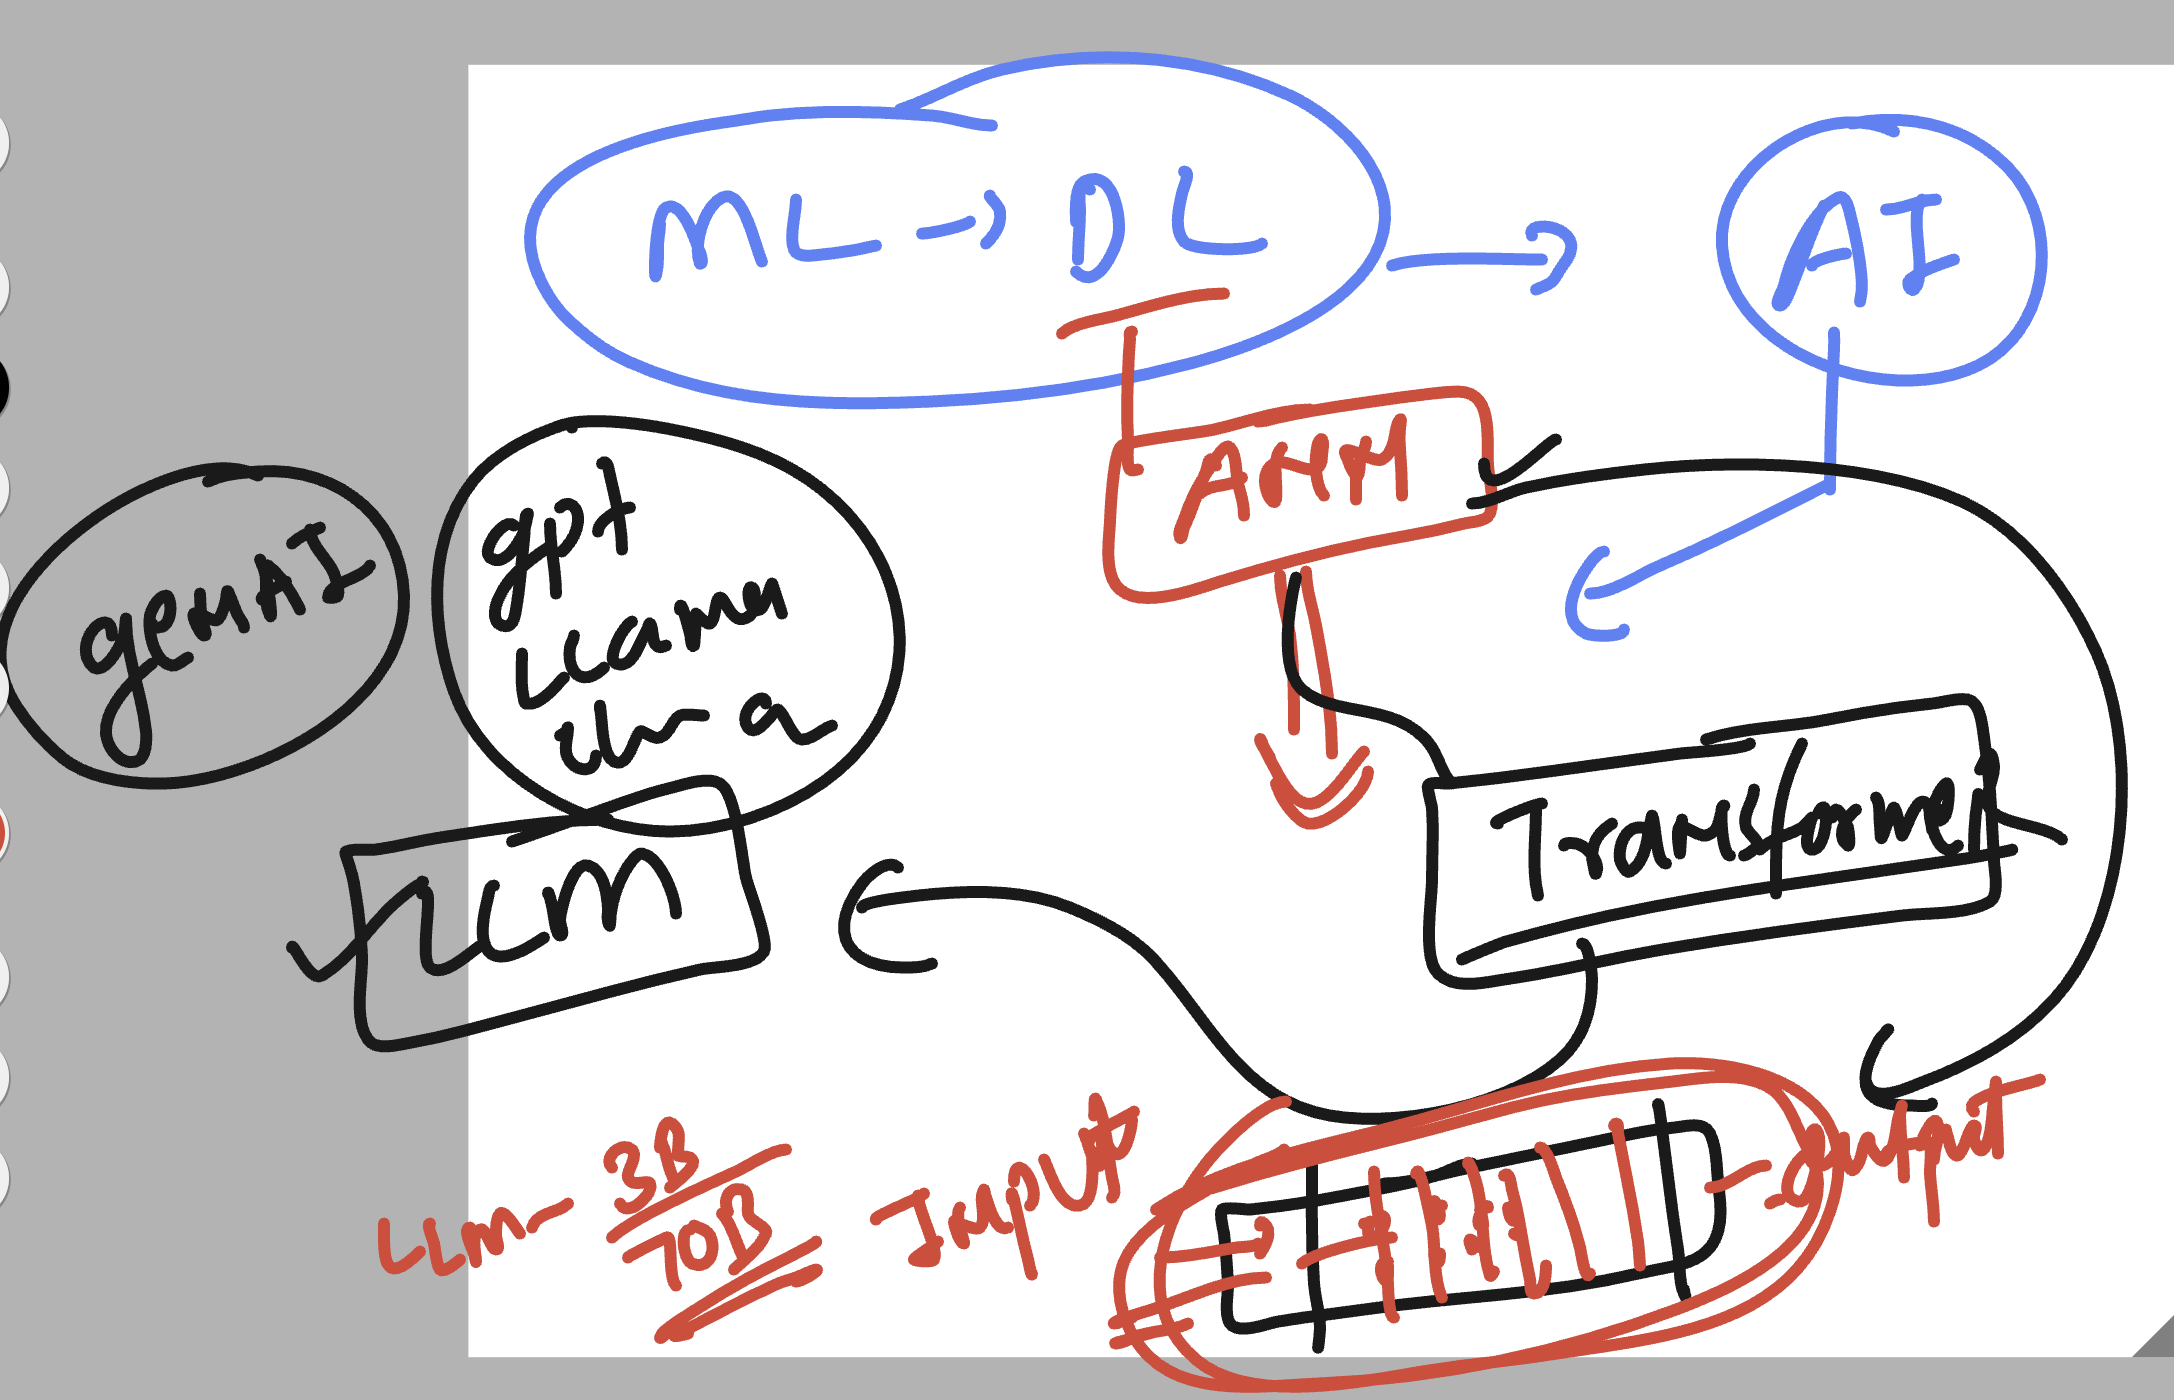 ML → DL → AI
ANN
gpt
genAI
LLama
Transformer
LLM
LLM - 3B
70B
Input
output